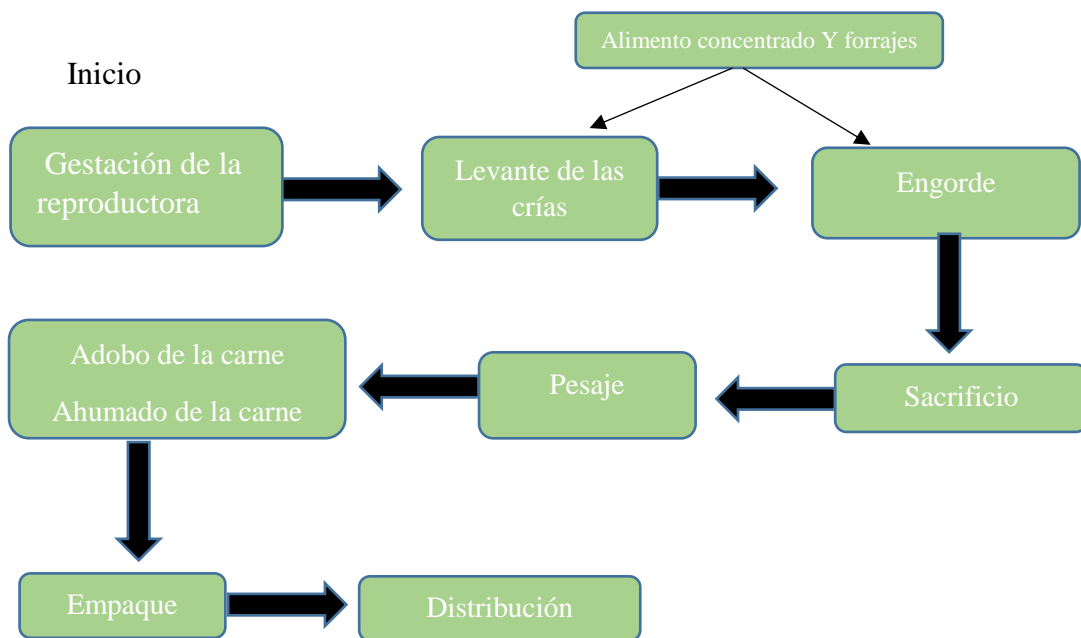 Alimento concentrado Y forrajes
Inicio
Gestación de la
reproductora
Levante de las
crías
Engorde
Adobo de la carne
Ahumado de la carne
Pesaje
Sacrificio
Empaque
Distribución